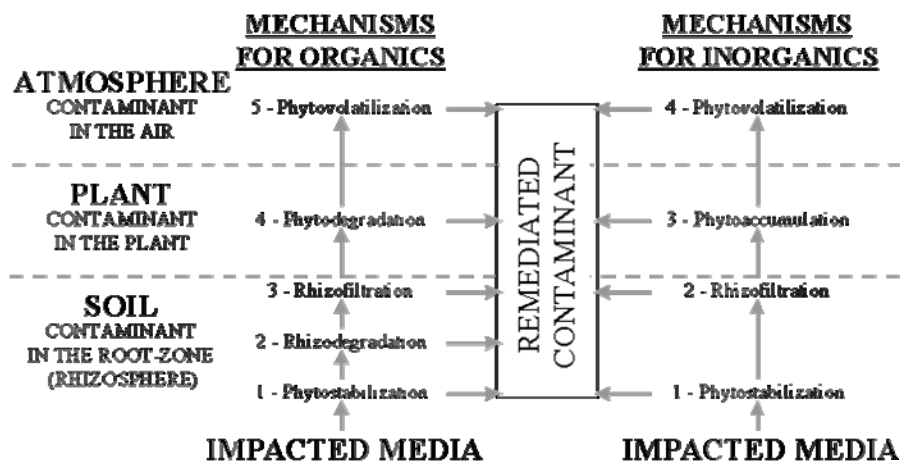 MECHANISMS
FOR ORGANICS
MECHANISMS
FOR INORGANICS
ATMOSPHERE
CONTAMINANT
IN THE AIR
5 - Phytovolatilization
4 - Phytovolatilization
PLANT
CONTAMINANT
IN THE PLANT
4 - Phytodegradation
3 - Phytoaccumulation
REMEDIATED
CONTAMINANT
SOIL
CONTAMINANT
IN THE ROOT-ZONE
(RHIZOSPHERE)
3 - Rhizofiltration
2 - Rhizofiltration
2 - Rhizodegradation
1 - Phytostabilization
1 - Phytostabilization
IMPACTED MEDIA
IMPACTED MEDIA